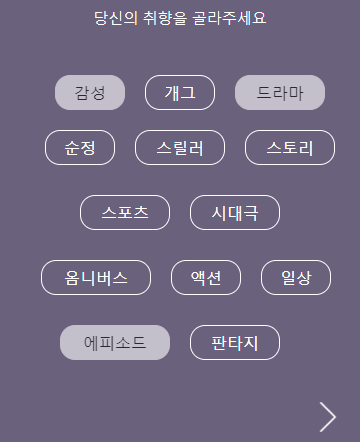 당신의 취향을 골라주세요
감성 개그 드라마
순정 스릴러 스토리
스포츠 시대극
옴니버스 액션 일상
에피소드 판타지